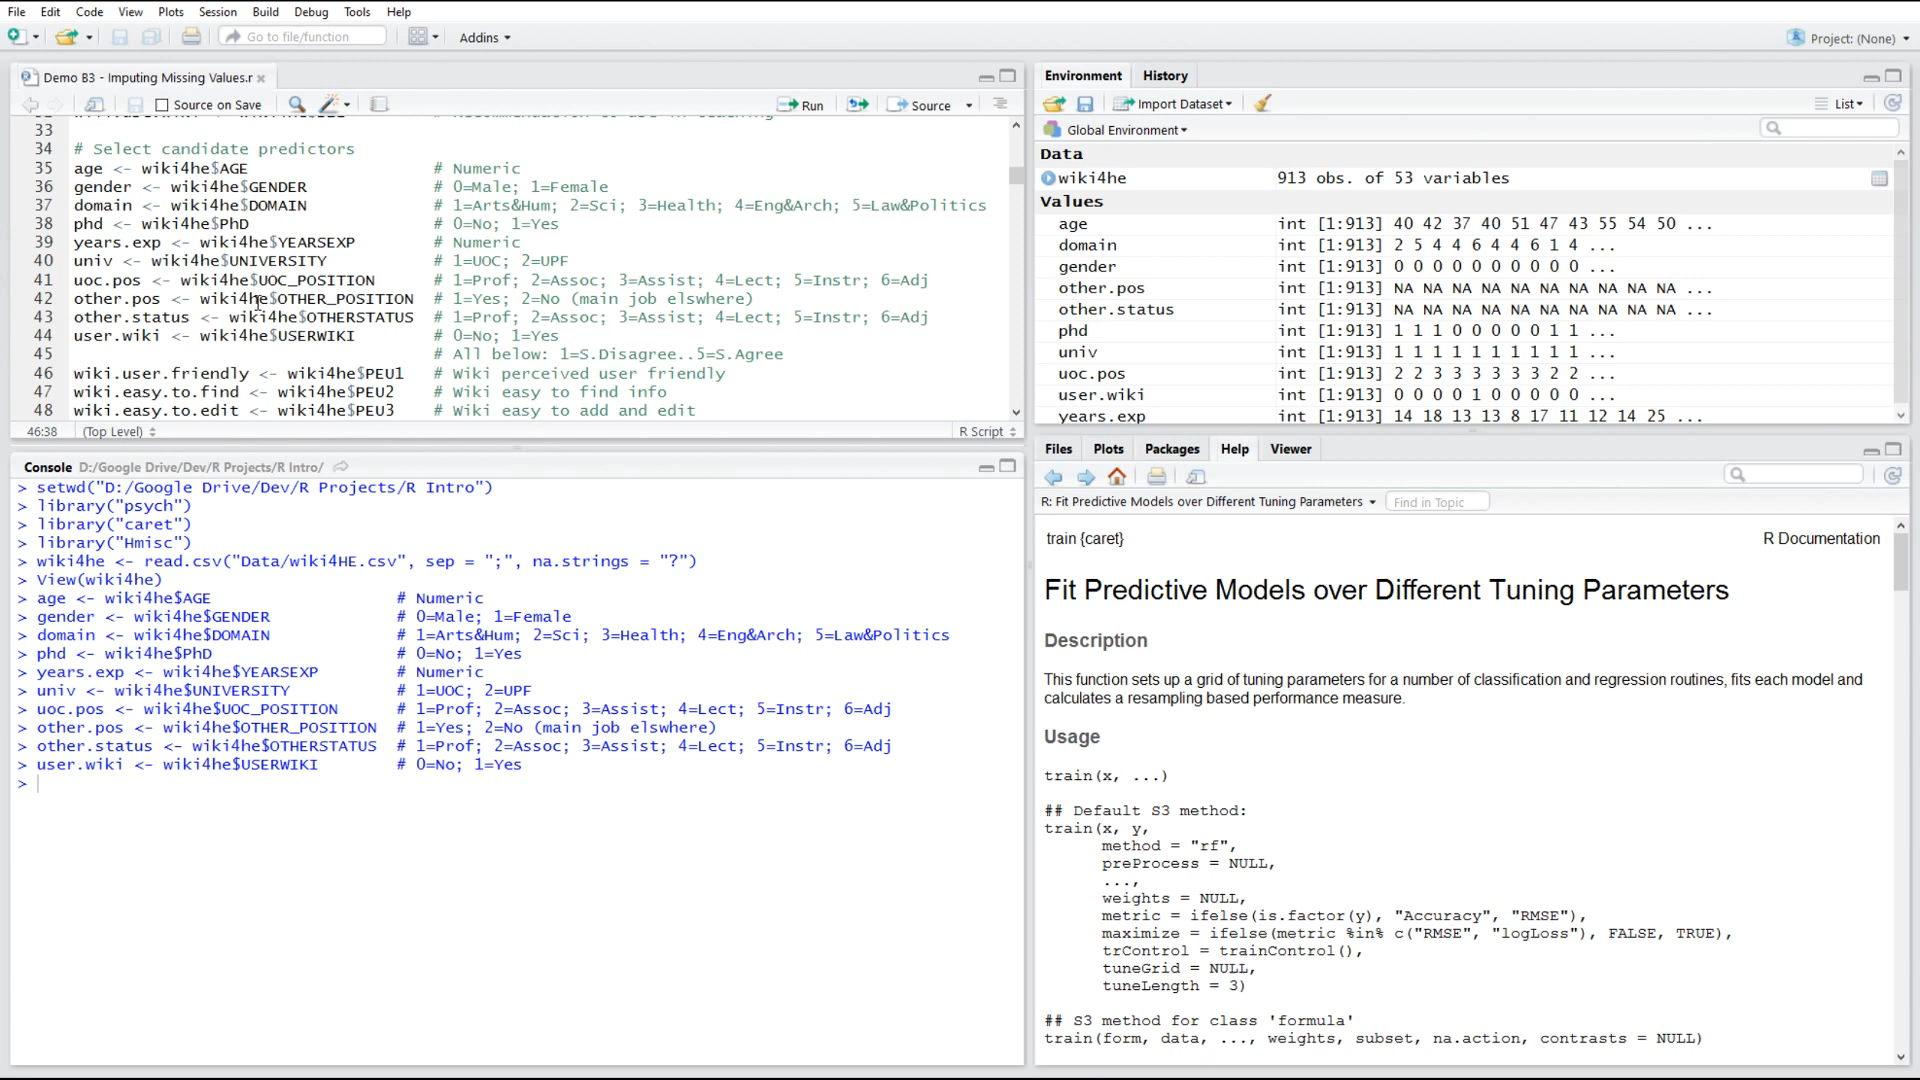 File Edit Code View Plots Session Build Debug Tools Help
Go to file/function Addins Project: (None)
Demo B3 - Imputing Missing Values.r
Source on Save Run Source
33
34 # Select candidate predictors
35 age <- wiki4he$AGE # Numeric
36 gender <- wiki4he$GENDER # 0=Male; 1=Female
37 domain <- wiki4he$DOMAIN # 1=Arts&Hum; 2=Sci; 3=Health; 4=Eng&Arch; 5=Law&Politics
38 phd <- wiki4he$PhD # 0=No; 1=Yes
39 years.exp <- wiki4he$YEARSEXP # Numeric
40 univ <- wiki4he$UNIVERSITY # 1=UOC; 2=UPF
41 uoc.pos <- wiki4he$UOC_POSITION # 1=Prof; 2=Assoc; 3=Assist; 4=Lect; 5=Instr; 6=Adj
42 other.pos <- wiki4he$OTHER_POSITION # 1=Yes; 2=No (main job elswhere)
43 other.status <- wiki4he$OTHERSTATUS # 1=Prof; 2=Assoc; 3=Assist; 4=Lect; 5=Instr; 6=Adj
44 user.wiki <- wiki4he$USERWIKI # 0=No; 1=Yes
45 # All below: 1=S.Disagree..5=S.Agree
46 wiki.user.friendly <- wiki4he$PEU1 # Wiki perceived user friendly
47 wiki.easy.to.find <- wiki4he$PEU2 # Wiki easy to find info
48 wiki.easy.to.edit <- wiki4he$PEU3 # Wiki easy to add and edit
46:38 (Top Level) R Script
Console D:/Google Drive/Dev/R Projects/R Intro/
> setwd("D:/Google Drive/Dev/R Projects/R Intro")
> library("psych")
> library("caret")
> library("Hmisc")
> wiki4he <- read.csv("Data/wiki4HE.csv", sep = ";", na.strings = "?")
> View(wiki4he)
> age <- wiki4he$AGE # Numeric
> gender <- wiki4he$GENDER # 0=Male; 1=Female
> domain <- wiki4he$DOMAIN # 1=Arts&Hum; 2=Sci; 3=Health; 4=Eng&Arch; 5=Law&Politics
> phd <- wiki4he$PhD # 0=No; 1=Yes
> years.exp <- wiki4he$YEARSEXP # Numeric
> univ <- wiki4he$UNIVERSITY # 1=UOC; 2=UPF
> uoc.pos <- wiki4he$UOC_POSITION # 1=Prof; 2=Assoc; 3=Assist; 4=Lect; 5=Instr; 6=Adj
> other.pos <- wiki4he$OTHER_POSITION # 1=Yes; 2=No (main job elswhere)
> other.status <- wiki4he$OTHERSTATUS # 1=Prof; 2=Assoc; 3=Assist; 4=Lect; 5=Instr; 6=Adj
> user.wiki <- wiki4he$USERWIKI # 0=No; 1=Yes
>
Environment History
Import Dataset List
Global Environment
Data
wiki4he 913 obs. of 53 variables
Values
age int [1:913] 40 42 37 40 51 47 43 55 54 50 ...
domain int [1:913] 2 5 4 4 6 4 4 6 1 4 ...
gender int [1:913] 0 0 0 0 0 0 0 0 0 0 ...
other.pos int [1:913] NA NA NA NA NA NA NA NA NA NA ...
other.status int [1:913] NA NA NA NA NA NA NA NA NA NA ...
phd int [1:913] 1 1 1 0 0 0 0 0 1 1 ...
univ int [1:913] 1 1 1 1 1 1 1 1 1 1 ...
uoc.pos int [1:913] 2 2 3 3 3 3 3 3 2 2 ...
user.wiki int [1:913] 0 0 0 0 1 0 0 0 0 0 ...
years.exp int [1:913] 14 18 13 13 8 17 11 12 14 25 ...
Files Plots Packages Help Viewer
R: Fit Predictive Models over Different Tuning Parameters Find in Topic
train {caret} R Documentation
Fit Predictive Models over Different Tuning Parameters
Description
This function sets up a grid of tuning parameters for a number of classification and regression routines, fits each model and
calculates a resampling based performance measure.
Usage
train(x, ...)
## Default S3 method:
train(x, y,
method = "rf",
preProcess = NULL,
...,
weights = NULL,
metric = ifelse(is.factor(y), "Accuracy", "RMSE"),
maximize = ifelse(metric %in% c("RMSE", "logLoss"), FALSE, TRUE),
trControl = trainControl(),
tuneGrid = NULL,
tuneLength = 3)
## S3 method for class 'formula'
train(form, data, ..., weights, subset, na.action, contrasts = NULL)